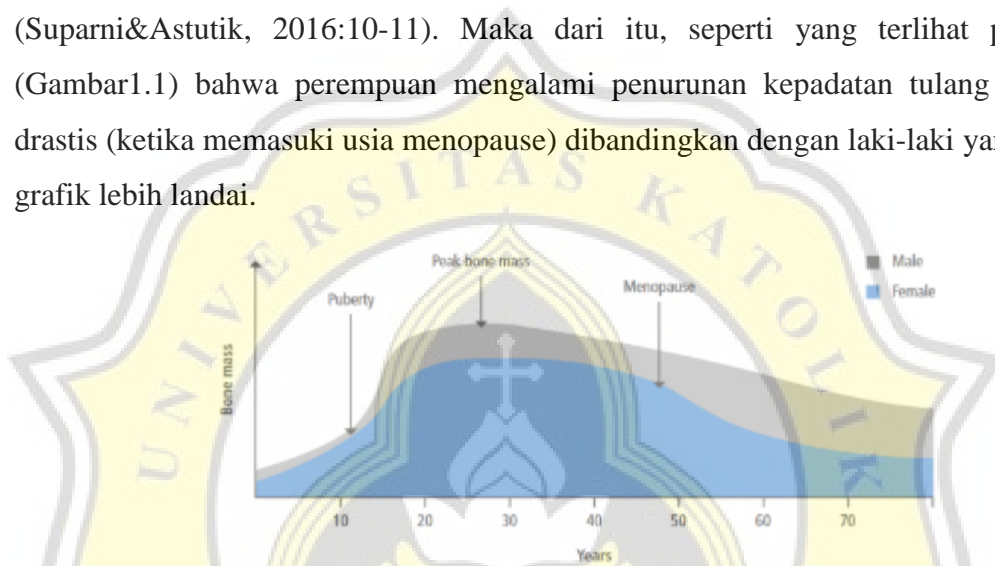 (Suparni&Astutik, 2016:10-11). Maka dari itu, seperti yang terlihat
(Gambar1.1) bahwa perempuan mengalami penurunan kepadatan tulang
drastis (ketika memasuki usia menopause) dibandingkan dengan laki-laki
grafik lebih landai.
UNIVERSITAS KATOLIK
Peak bone mass
Puberty
Menopause
Male
Female
Bone mass
10 20 30 40 50 60 70
Years